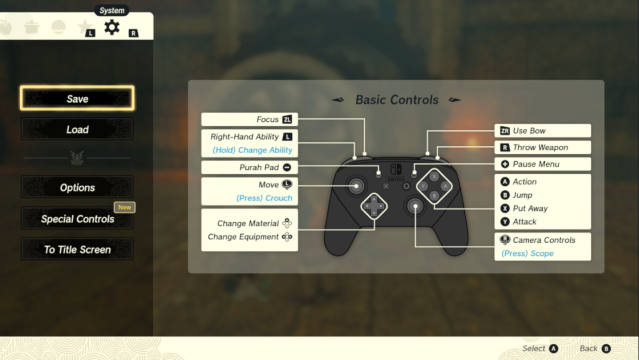 System
L
R
Save
Load
Options
New
Special Controls
To Title Screen
Basic Controls
Focus ZL
Right-Hand Ability L
(Hold) Change Ability
Purah Pad
Move L
(Press) Crouch
Change Material
Change Equipment
ZR Use Bow
R Throw Weapon
Pause Menu
A Action
B Jump
X Put Away
Y Attack
R Camera Controls
(Press) Scope
Select A
Back B